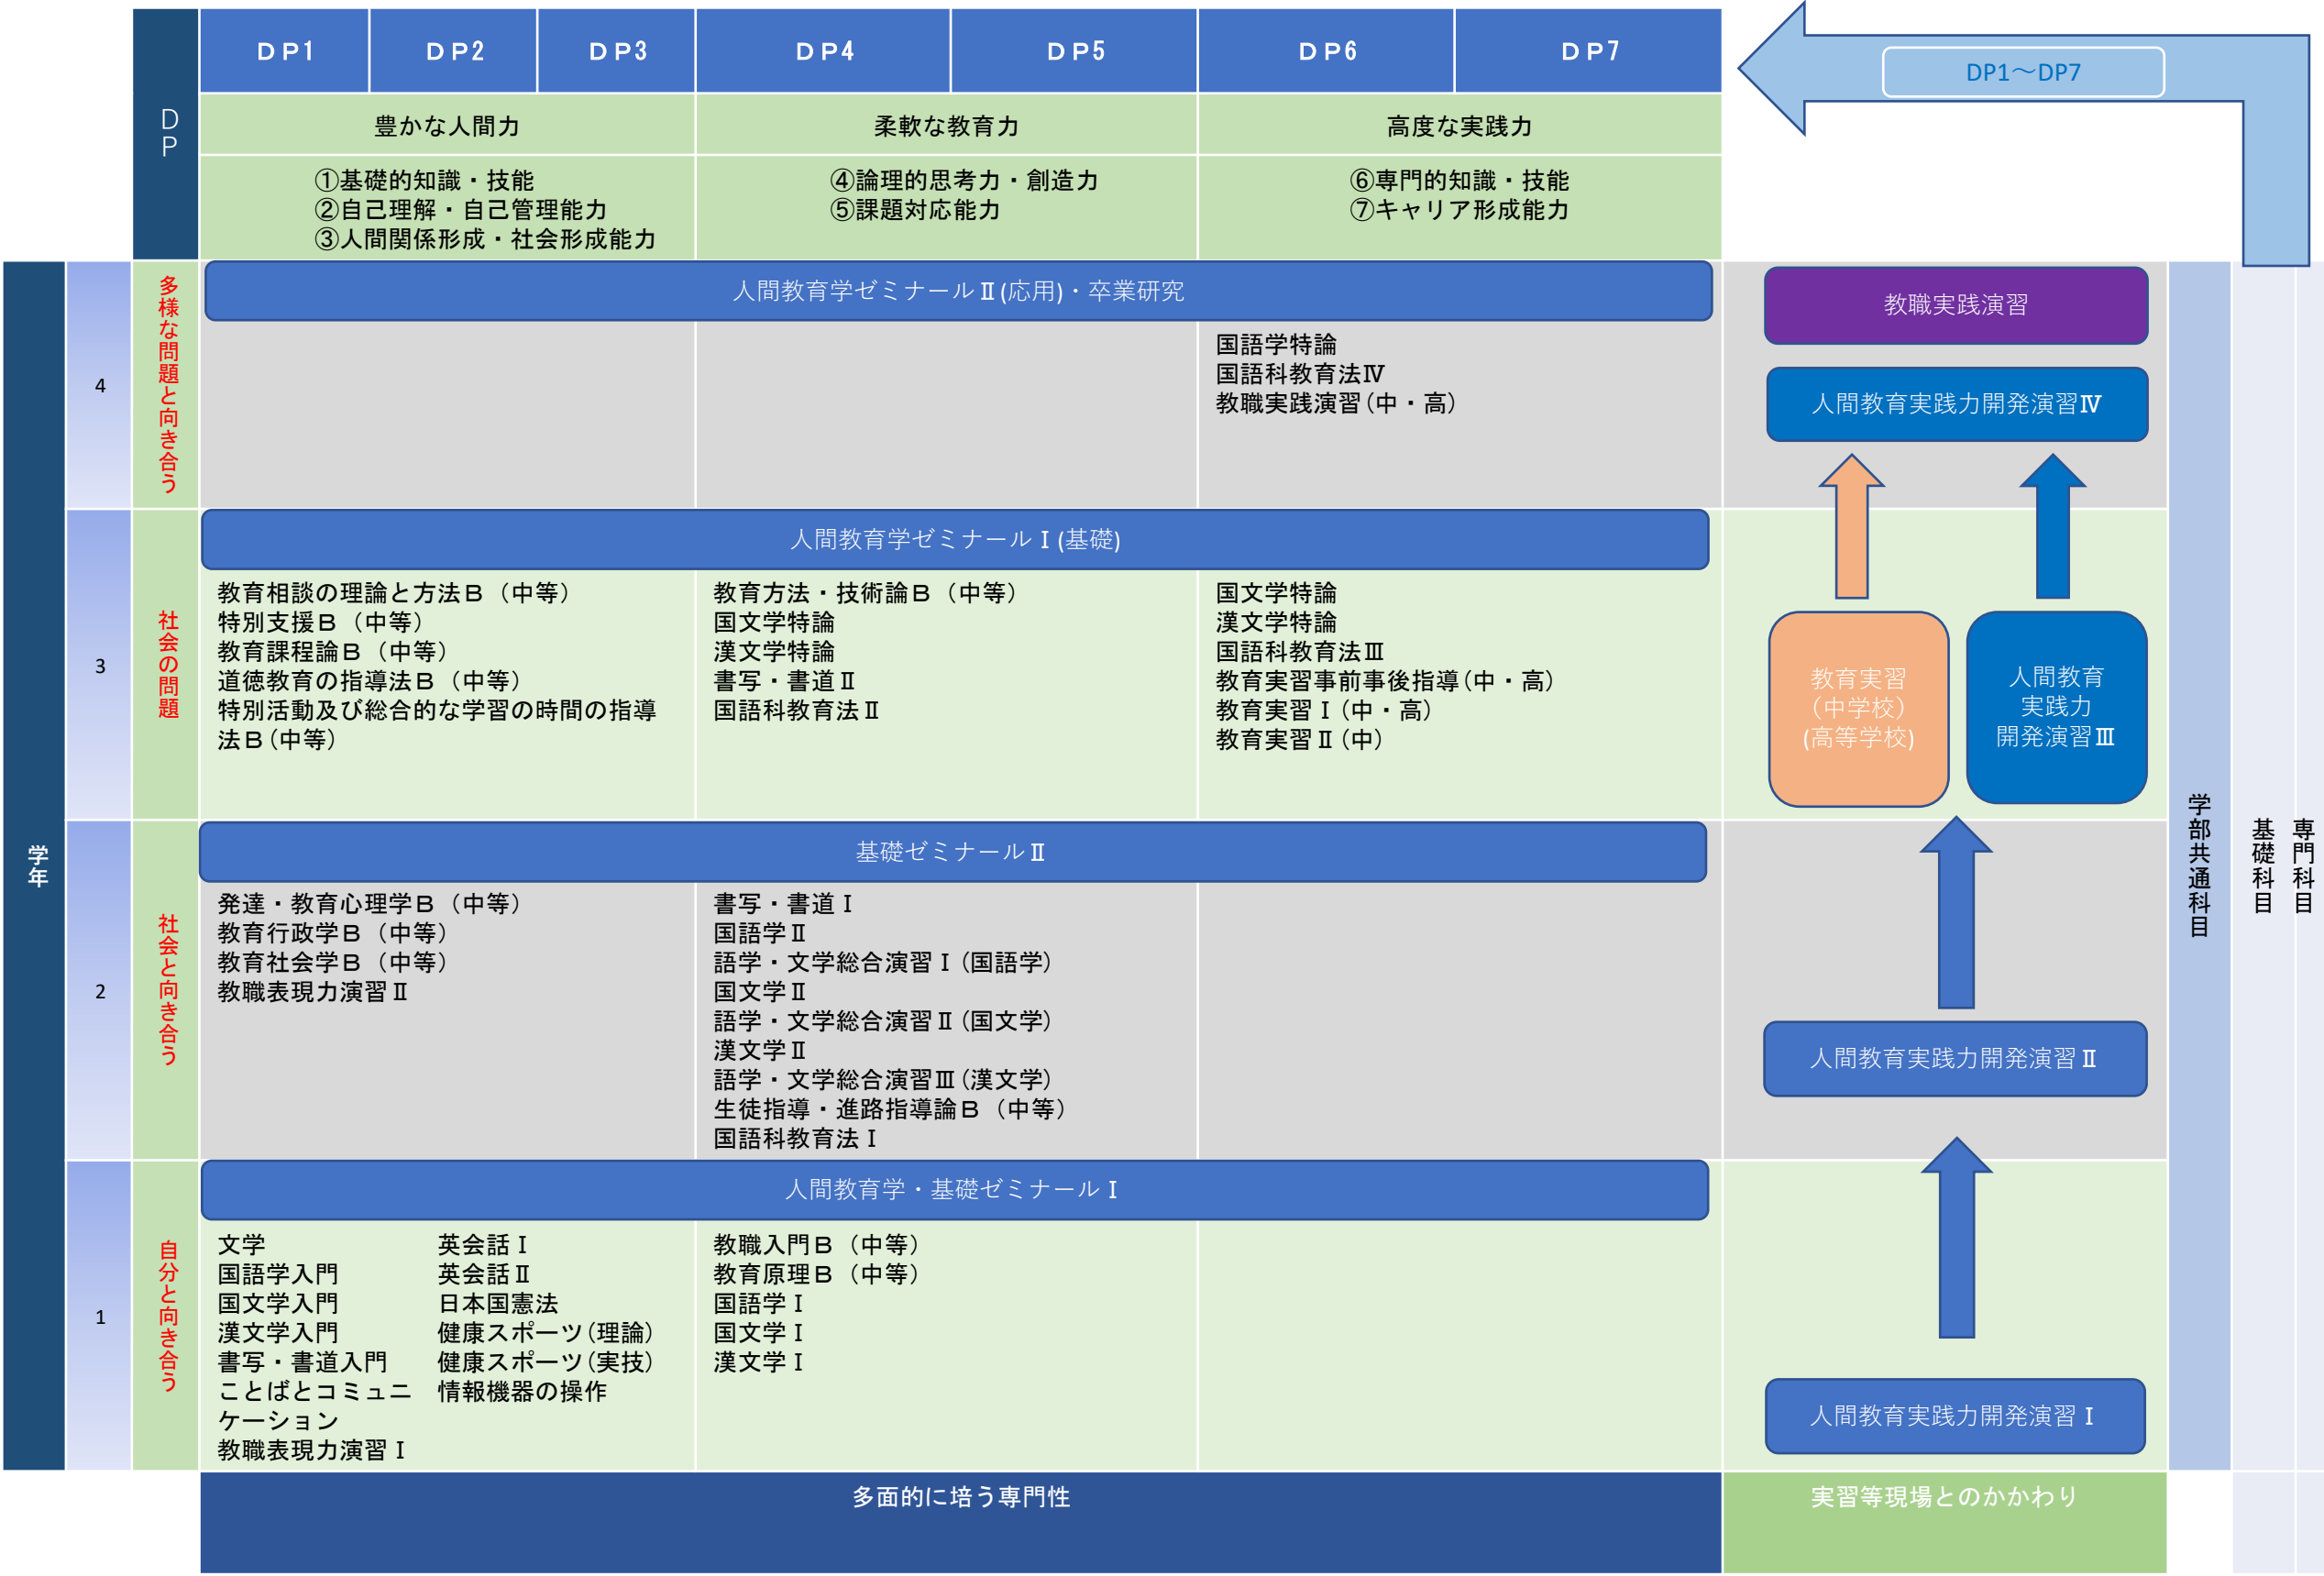 ＤＰ1
ＤＰ2
ＤＰ3
ＤＰ4
ＤＰ5
ＤＰ6
ＤＰ7
DP1～DP7
ＤＰ
豊かな人間力
柔軟な教育力
高度な実践力
①基礎的知識・技能
②自己理解・自己管理能力
③人間関係形成・社会形成能力
④論理的思考力・創造力
⑤課題対応能力
⑥専門的知識・技能
⑦キャリア形成能力
学年
4
多様な問題と向き合う
人間教育学ゼミナールⅡ(応用)・卒業研究
国語学特論
国語科教育法Ⅳ
教職実践演習(中・高)
教職実践演習
人間教育実践力開発演習Ⅳ
3
社会の問題
人間教育学ゼミナールⅠ(基礎)
教育相談の理論と方法Ｂ（中等）
特別支援Ｂ（中等）
教育課程論Ｂ（中等）
道徳教育の指導法Ｂ（中等）
特別活動及び総合的な学習の時間の指導
法Ｂ(中等)
教育方法・技術論Ｂ（中等）
国文学特論
漢文学特論
書写・書道Ⅱ
国語科教育法Ⅱ
国文学特論
漢文学特論
国語科教育法Ⅲ
教育実習事前事後指導(中・高)
教育実習Ⅰ(中・高)
教育実習Ⅱ(中)
教育実習
（中学校）
(高等学校)
人間教育
実践力
開発演習Ⅲ
2
社会と向き合う
基礎ゼミナールⅡ
発達・教育心理学Ｂ（中等）
教育行政学Ｂ（中等）
教育社会学Ｂ（中等）
教職表現力演習Ⅱ
書写・書道Ⅰ
国語学Ⅱ
語学・文学総合演習Ⅰ(国語学)
国文学Ⅱ
語学・文学総合演習Ⅱ(国文学)
漢文学Ⅱ
語学・文学総合演習Ⅲ(漢文学)
生徒指導・進路指導論Ｂ（中等）
国語科教育法Ⅰ
人間教育実践力開発演習Ⅱ
1
自分と向き合う
人間教育学・基礎ゼミナールⅠ
文学
国語学入門
国文学入門
漢文学入門
書写・書道入門
ことばとコミュニ
ケーション
教職表現力演習Ⅰ
英会話Ⅰ
英会話Ⅱ
日本国憲法
健康スポーツ(理論)
健康スポーツ(実技)
情報機器の操作
教職入門Ｂ（中等）
教育原理Ｂ（中等）
国語学Ⅰ
国文学Ⅰ
漢文学Ⅰ
人間教育実践力開発演習Ⅰ
学部共通科目
基礎科目
専門科目
多面的に培う専門性
実習等現場とのかかわり